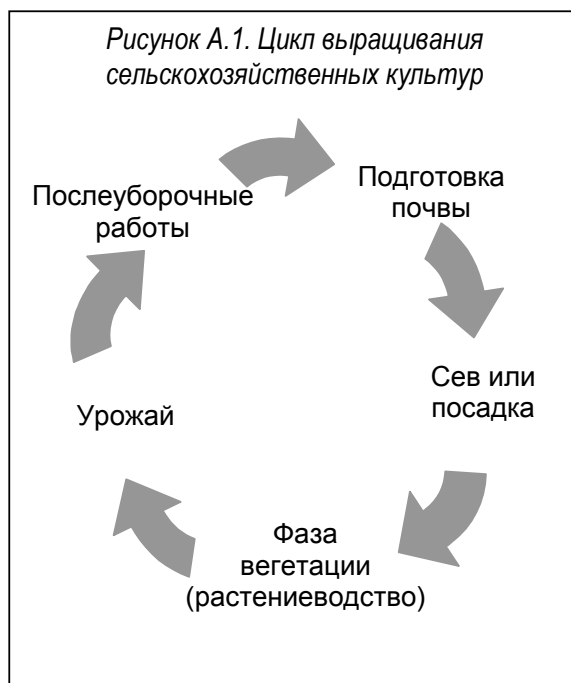 Рисунок А.1. Цикл выращивания
сельскохозяйственных культур
Послеуборочные
работы
Подготовка
почвы
Сев или
посадка
Фаза
вегетации
(растениеводство)
Урожай